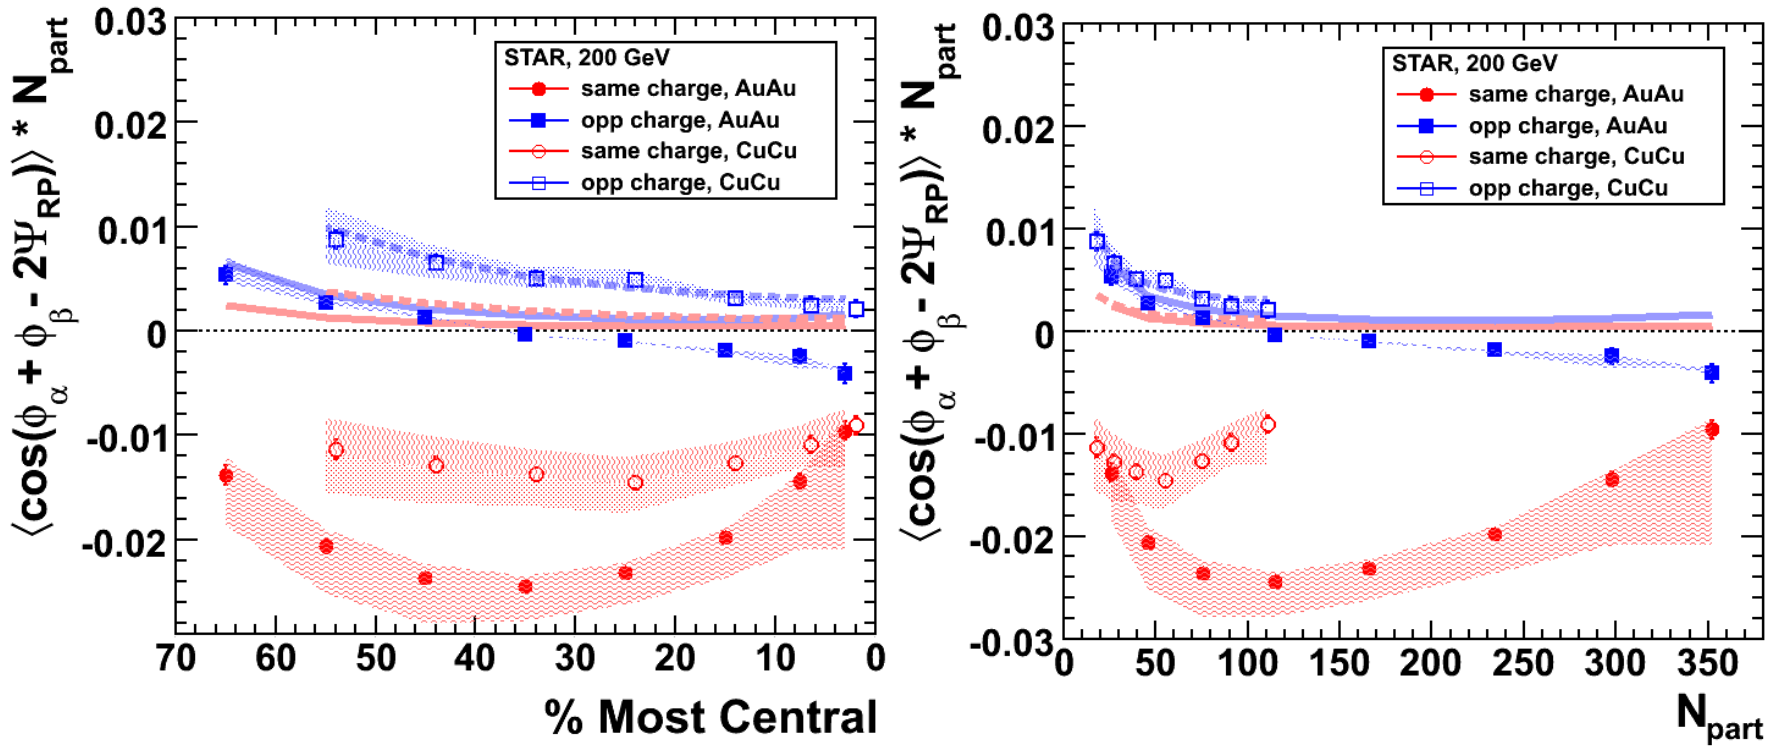 ⟨cos(ϕα + ϕβ - 2ΨRP)⟩ * Npart
0.03
0.02
0.01
0
-0.01
-0.02
STAR, 200 GeV
same charge, AuAu
opp charge, AuAu
same charge, CuCu
opp charge, CuCu
70 60 50 40 30 20 10 0
% Most Central
⟨cos(ϕα + ϕβ - 2ΨRP)⟩ * Npart
0.03
0.02
0.01
0
-0.01
-0.02
-0.03
STAR, 200 GeV
same charge, AuAu
opp charge, AuAu
same charge, CuCu
opp charge, CuCu
0 50 100 150 200 250 300 350
Npart